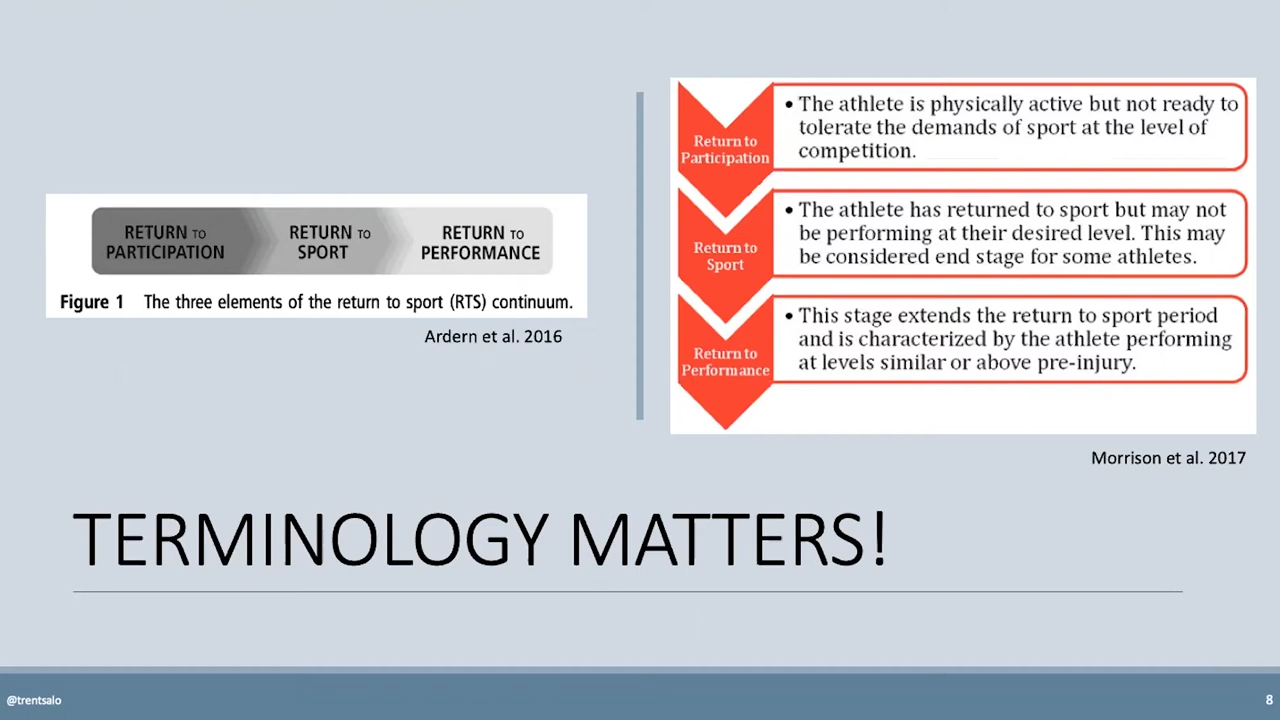 RETURN TO
PARTICIPATION
RETURN TO
SPORT
RETURN TO
PERFORMANCE
Figure 1 The three elements of the return to sport (RTS) continuum.
Ardern et al. 2016
Return to
Participation
• The athlete is physically active but not ready to
tolerate the demands of sport at the level of
competition.
Return to
Sport
• The athlete has returned to sport but may not
be performing at their desired level. This may
be considered end stage for some athletes.
Return to
Performance
• This stage extends the return to sport period
and is characterized by the athlete performing
at levels similar or above pre-injury.
Morrison et al. 2017
TERMINOLOGY MATTERS!
@trentsalo
8